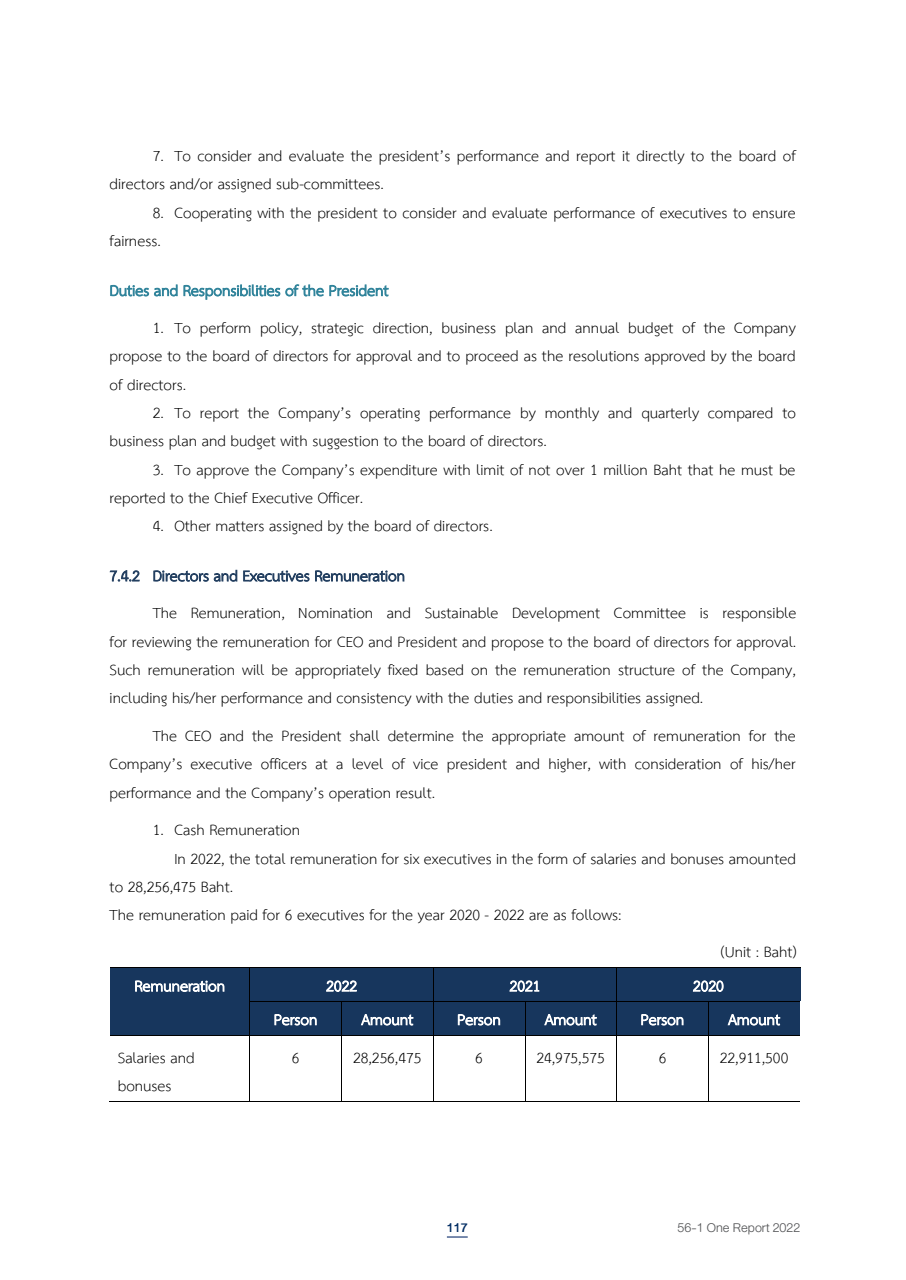 7. To consider and evaluate the president's performance and report it directly to the board of
directors and/or assigned sub-committees.
8. Cooperating with the president to consider and evaluate performance of executives to ensure
fairness.
Duties and Responsibilities of the President
1. To perform policy, strategic direction, business plan and annual budget of the Company
propose to the board of directors for approval and to proceed as the resolutions approved by the board
of directors.
2. To report the Company's operating performance by monthly and quarterly compared to
business plan and budget with suggestion to the board of directors.
3. To approve the Company's expenditure with limit of not over 1 million Baht that he must be
reported to the Chief Executive Officer.
4. Other matters assigned by the board of directors.
7.4.2 Directors and Executives Remuneration
The Remuneration, Nomination and Sustainable Development Committee is responsible
for reviewing the remuneration for CEO and President and propose to the board of directors for approval.
Such remuneration will be appropriately fixed based on the remuneration structure of the Company,
including his/her performance and consistency with the duties and responsibilities assigned.
The CEO and the President shall determine the appropriate amount of remuneration for the
Company's executive officers at a level of vice president and higher, with consideration of his/her
performance and the Company's operation result.
1. Cash Remuneration
In 2022, the total remuneration for six executives in the form of salaries and bonuses amounted
to 28,256,475 Baht.
The remuneration paid for 6 executives for the year 2020 - 2022 are as follows:
(Unit : Baht)
Remuneration 2022 2021 2020
Person Amount Person Amount Person Amount
Salaries and 6 28,256,475 6 24,975,575 6 22,911,500
bonuses
117 56-1 One Report 2022